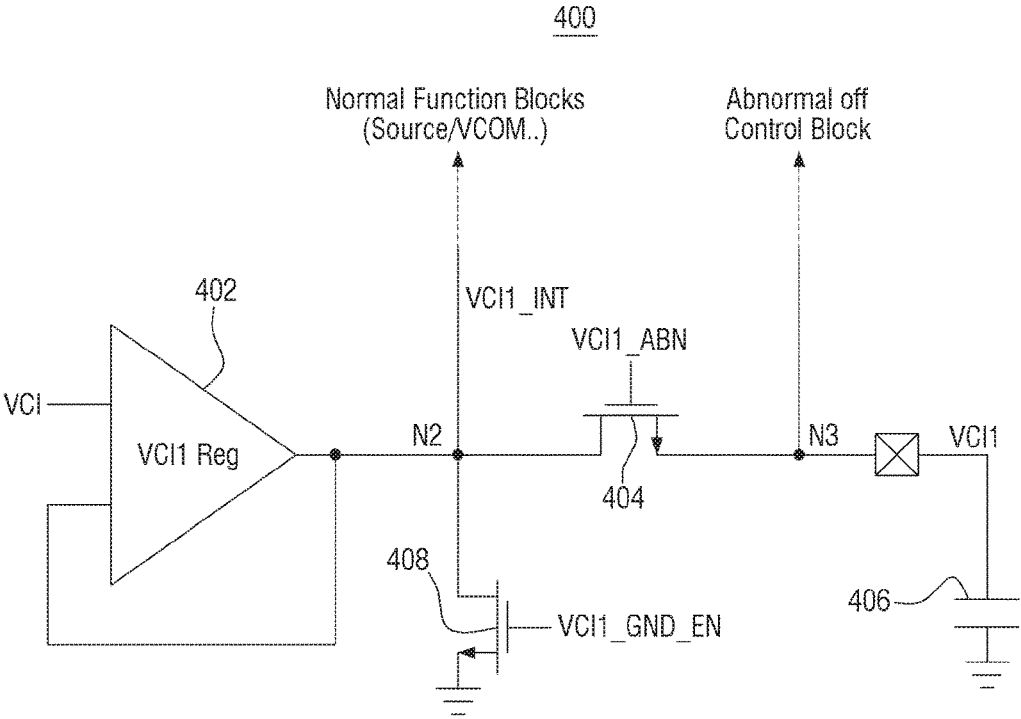 400
Normal Function Blocks
(Source/VCOM..)
Abnormal off
Control Block
402
VCI1_INT
VCI1_ABN
VCI
VCI1 Reg
N2
N3
VCI1
404
408
406
VCI1_GND_EN